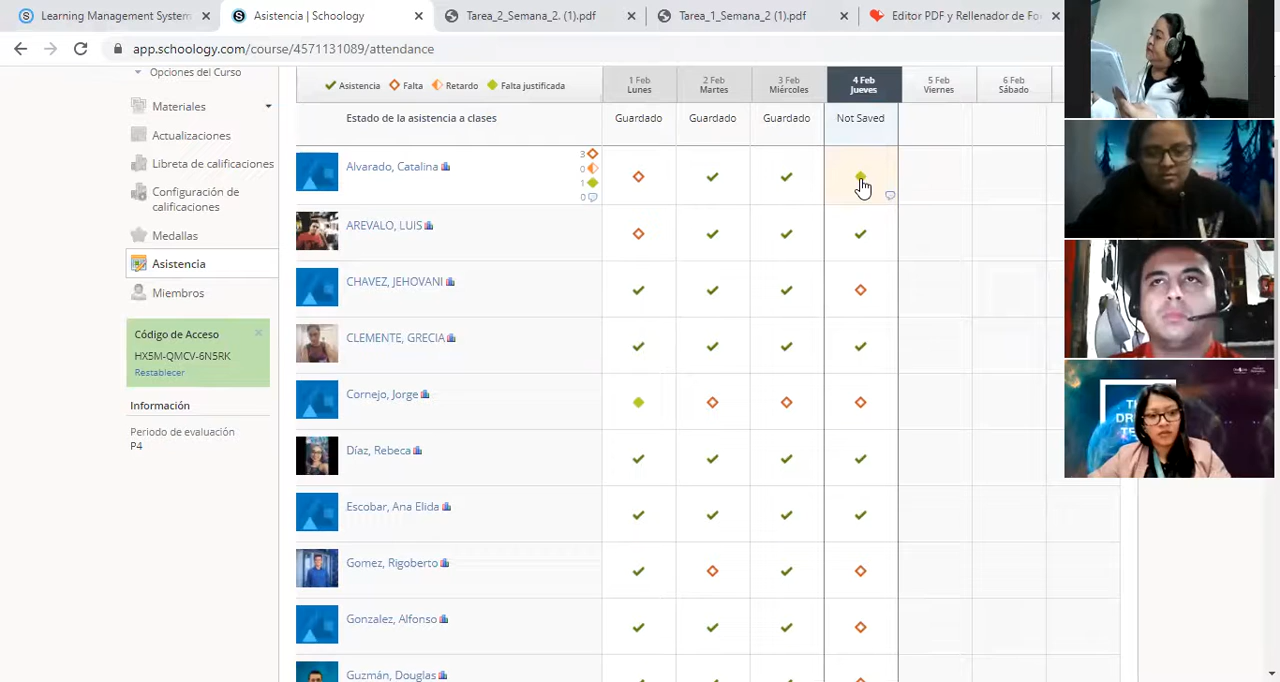 Learning Management System
Asistencia | Schoology
Tarea_2_Semana_2. (1).pdf
Tarea_1_Semana_2 (1).pdf
Editor PDF y Rellenador de Fo
app.schoology.com/course/4571131089/attendance
Opciones del Curso
Materiales
Actualizaciones
Libreta de calificaciones
Configuración de
calificaciones
Medallas
Asistencia
Miembros
Código de Acceso
HX5M-QMCV-6N5RK
Restablecer
Información
Periodo de evaluación
P4
Asistencia Falta Retardo Falta justificada
1 Feb
Lunes
2 Feb
Martes
3 Feb
Miércoles
4 Feb
Jueves
5 Feb
Viernes
6 Feb
Sábado
Estado de la asistencia a clases Guardado Guardado Guardado Not Saved
Alvarado, Catalina
3
0
1
0
AREVALO, LUIS
CHAVEZ, JEHOVANI
CLEMENTE, GRECIA
Cornejo, Jorge
Díaz, Rebeca
Escobar, Ana Elida
Gomez, Rigoberto
Gonzalez, Alfonso
Guzmán, Douglas